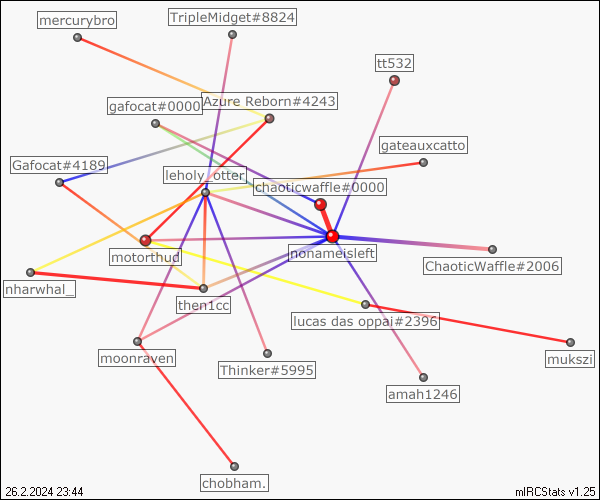 mercurybro
TripleMidget#8824
tt532
gafocat#0000
Azure Reborn#4243
gateauxcatto
Gafocat#4189
leholy_otter
chaoticwaffle#0000
motorthud
nonameisleft
ChaoticWaffle#2006
nharwhal_
then1cc
lucas das oppai#2396
moonraven
Thinker#5995
mukszi
amah1246
chobham.
26.2.2024 23:44
mIRCStats v1.25